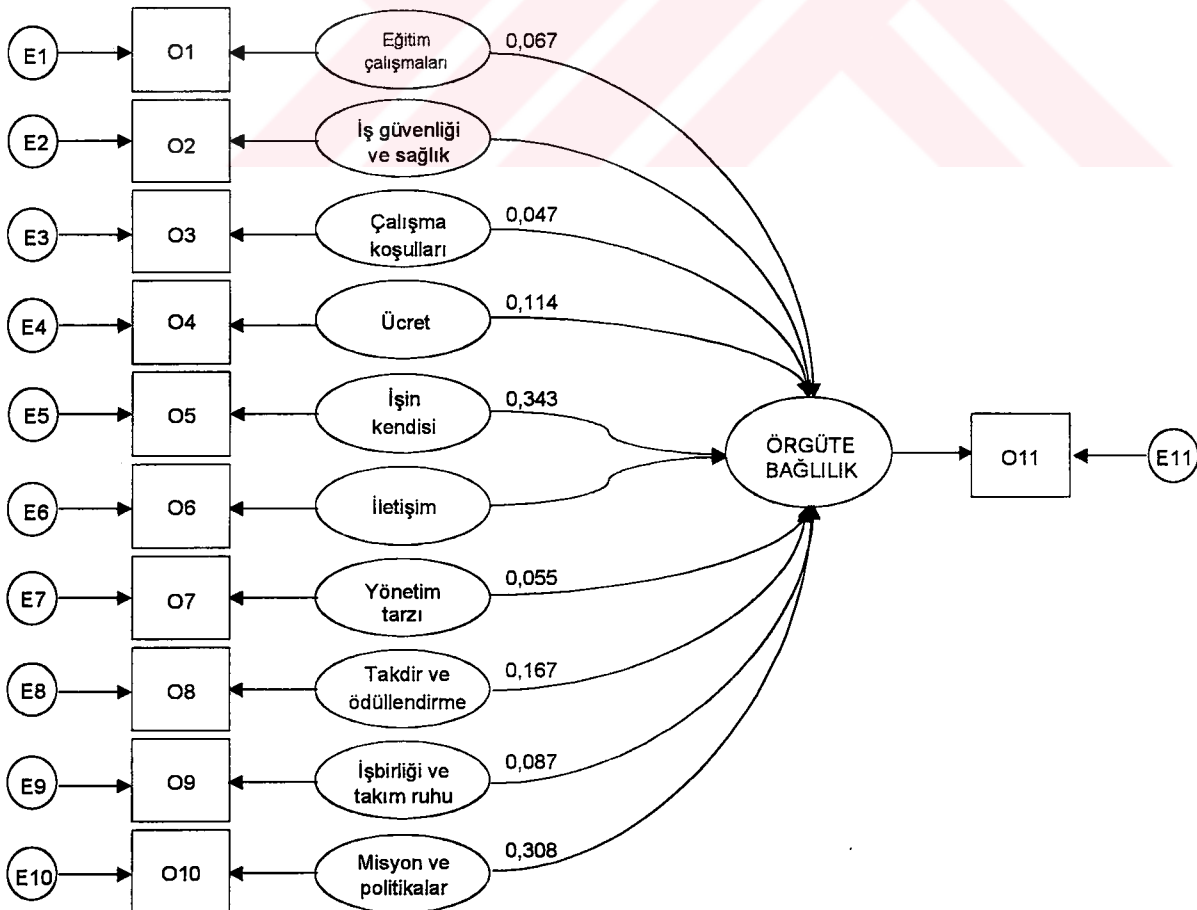 E1
O1
Eğitim
çalışmaları
0,067
E2
O2
İş güvenliği
ve sağlık
E3
O3
Çalışma
koşulları
0,047
E4
O4
Ücret
0,114
E5
O5
İşin
kendisi
0,343
E6
O6
İletişim
ÖRGÜTE
BAĞLILIK
O11
E11
E7
O7
Yönetim
tarzı
0,055
E8
O8
Takdir ve
ödüllendirme
0,167
E9
O9
İşbirliği ve
takım ruhu
0,087
E10
O10
Misyon ve
politikalar
0,308